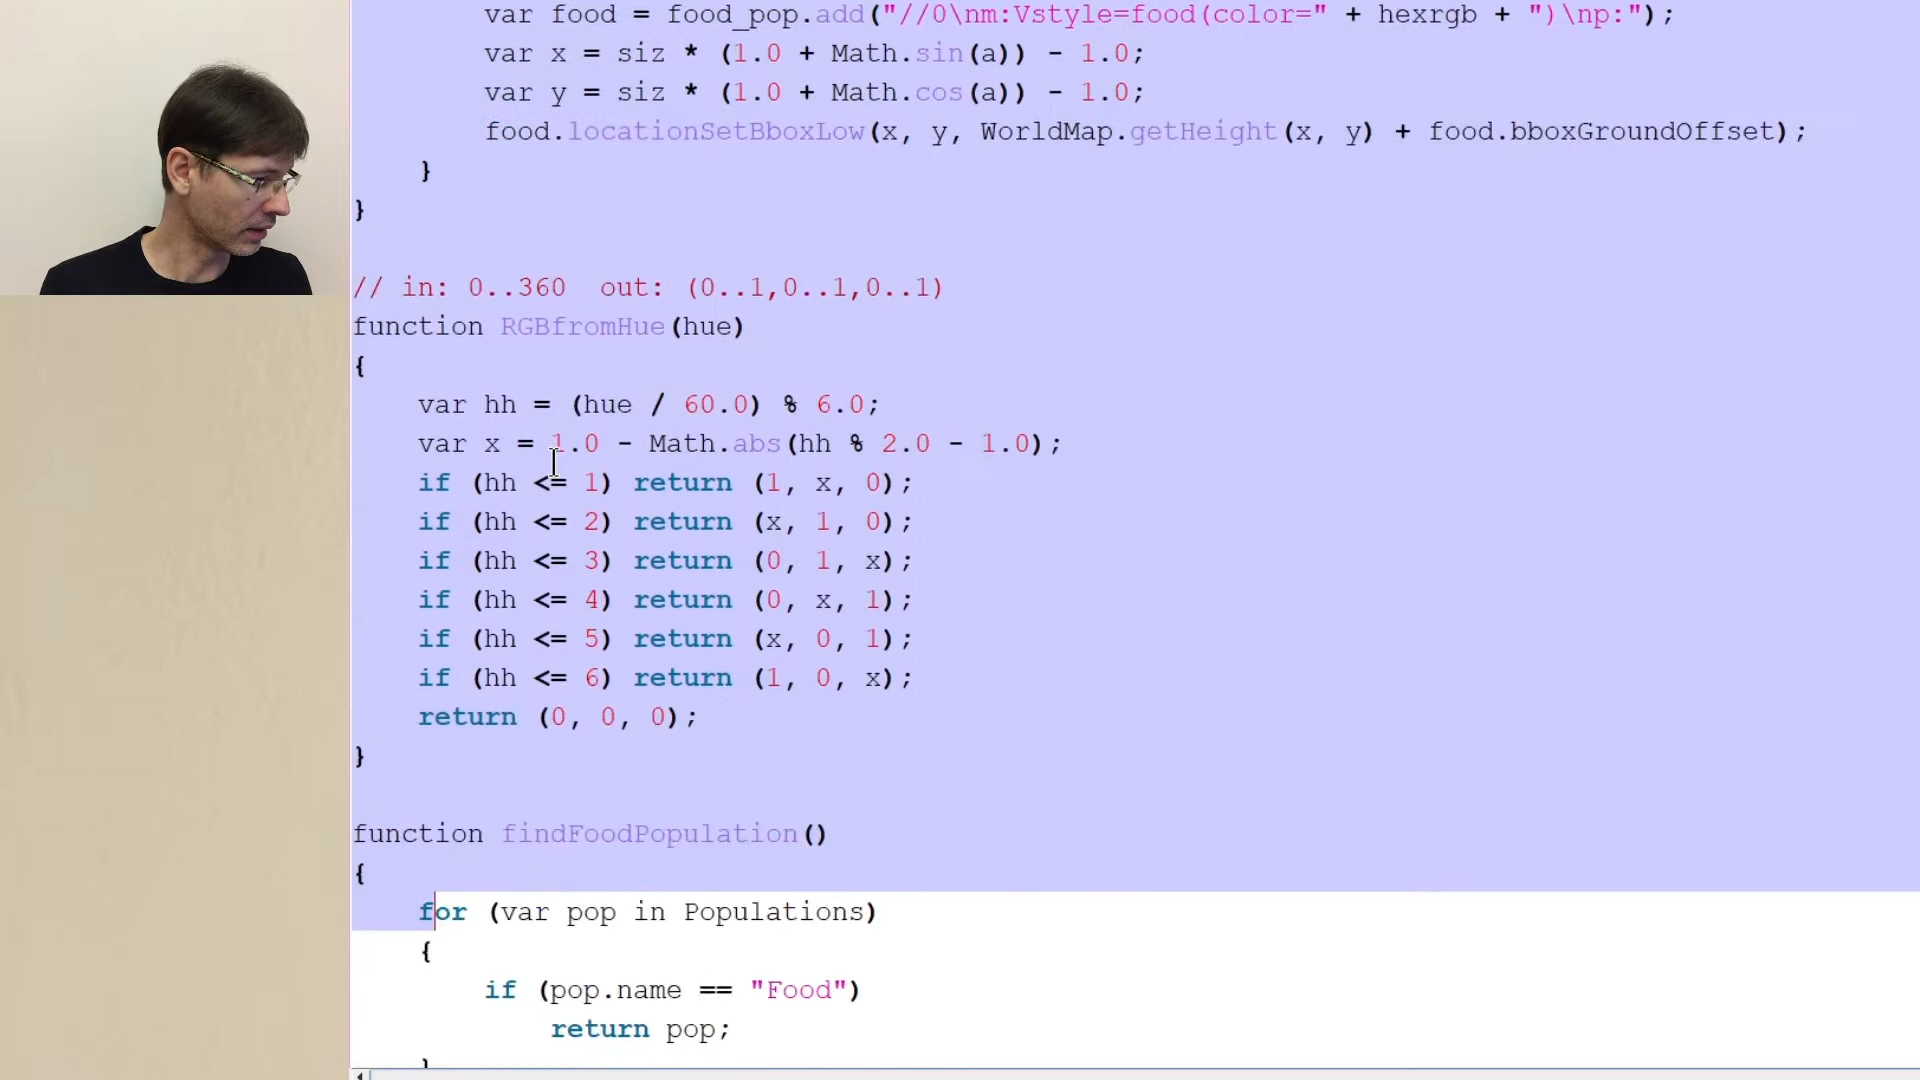 var food = food_pop.add("//0\nm:Vstyle=food(color=" + hexrgb + ")\np:");
var x = siz * (1.0 + Math.sin(a)) - 1.0;
var y = siz * (1.0 + Math.cos(a)) - 1.0;
food.locationSetBboxLow(x, y, WorldMap.getHeight(x, y) + food.bboxGroundOffset);
}
}
// in: 0..360  out: (0..1,0..1,0..1)
function RGBfromHue(hue)
{
var hh = (hue / 60.0) % 6.0;
var x = 1.0 - Math.abs(hh % 2.0 - 1.0);
if (hh <= 1) return (1, x, 0);
if (hh <= 2) return (x, 1, 0);
if (hh <= 3) return (0, 1, x);
if (hh <= 4) return (0, x, 1);
if (hh <= 5) return (x, 0, 1);
if (hh <= 6) return (1, 0, x);
return (0, 0, 0);
}
function findFoodPopulation()
{
for (var pop in Populations)
{
if (pop.name == "Food")
return pop;
}